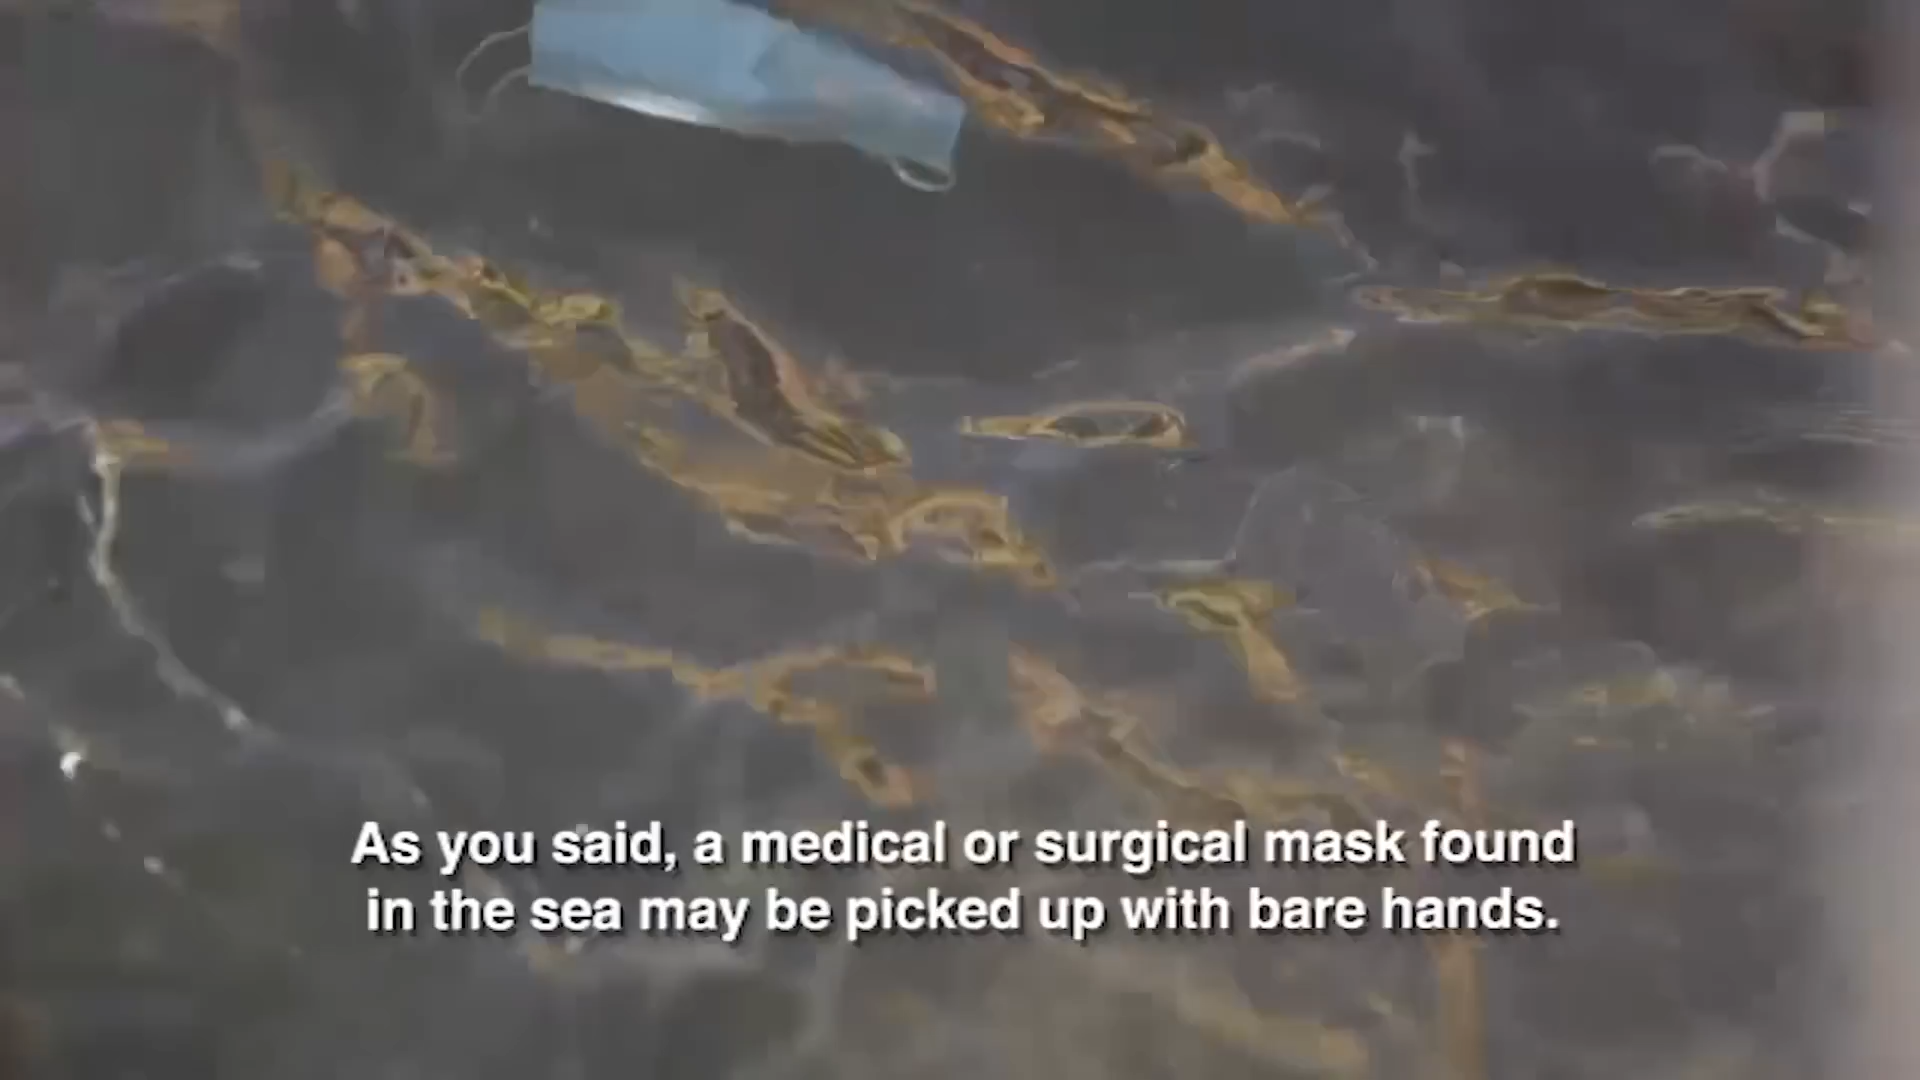 As you said, a medical or surgical mask found
in the sea may be picked up with bare hands.